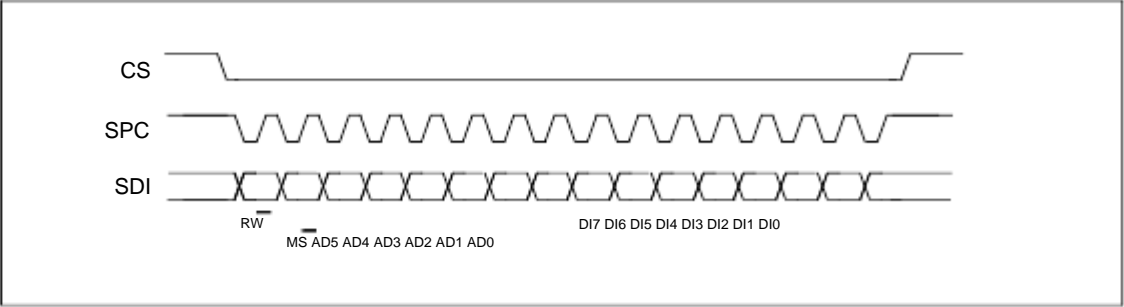 CS
SPC
SDI
RW
DI7 DI6 DI5 DI4 DI3 DI2 DI1 DI0
MS AD5 AD4 AD3 AD2 AD1 AD0